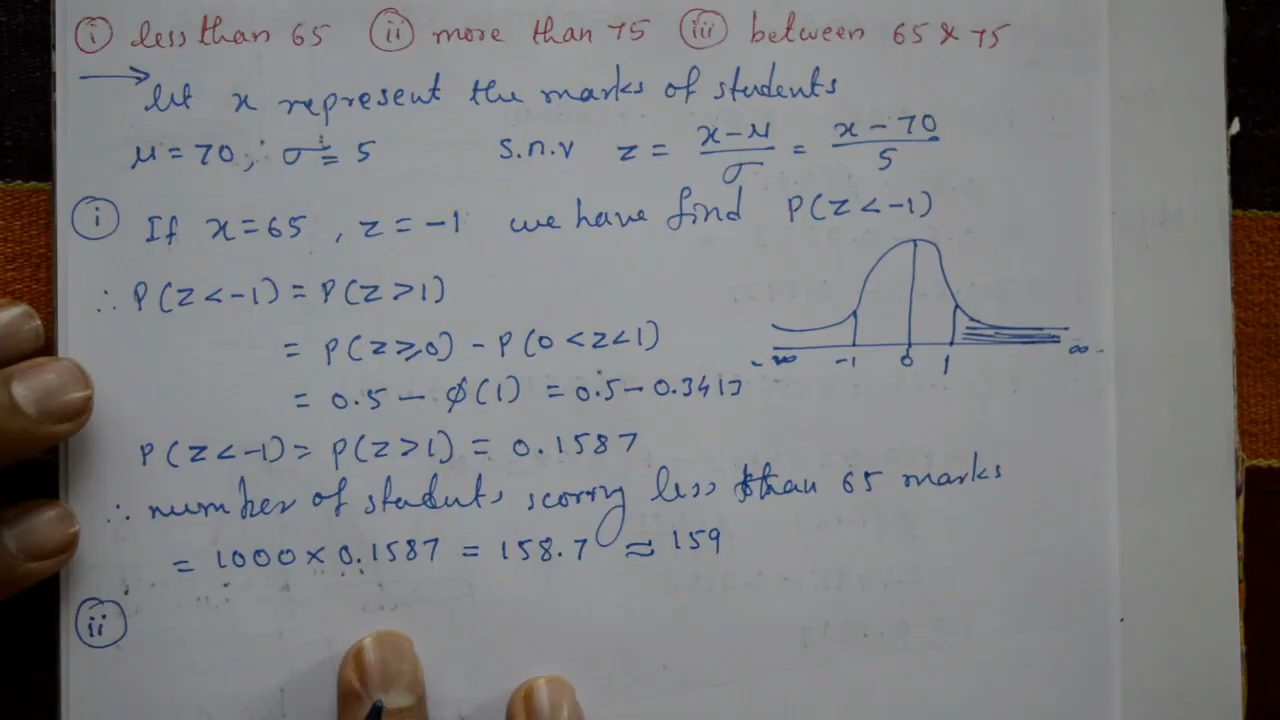 (i) less than 65 (ii) more than 75 (iii) between 65 & 75
→ let x represent the marks of students
μ = 70, σ = 5 s.n.v z = (x-μ)/σ = (x-70)/5
(i) If x = 65, z = -1 we have find P(z < -1)
∴ P(z < -1) = P(z > 1)
= P(z ≥ 0) - P(0 < z < 1)
= 0.5 - ϕ(1) = 0.5 - 0.3413
-∞ -1 0 1 ∞
P(z < -1) = P(z > 1) = 0.1587
∴ number of students scoring less than 65 marks
= 1000 × 0.1587 = 158.7 ≈ 159
(ii)